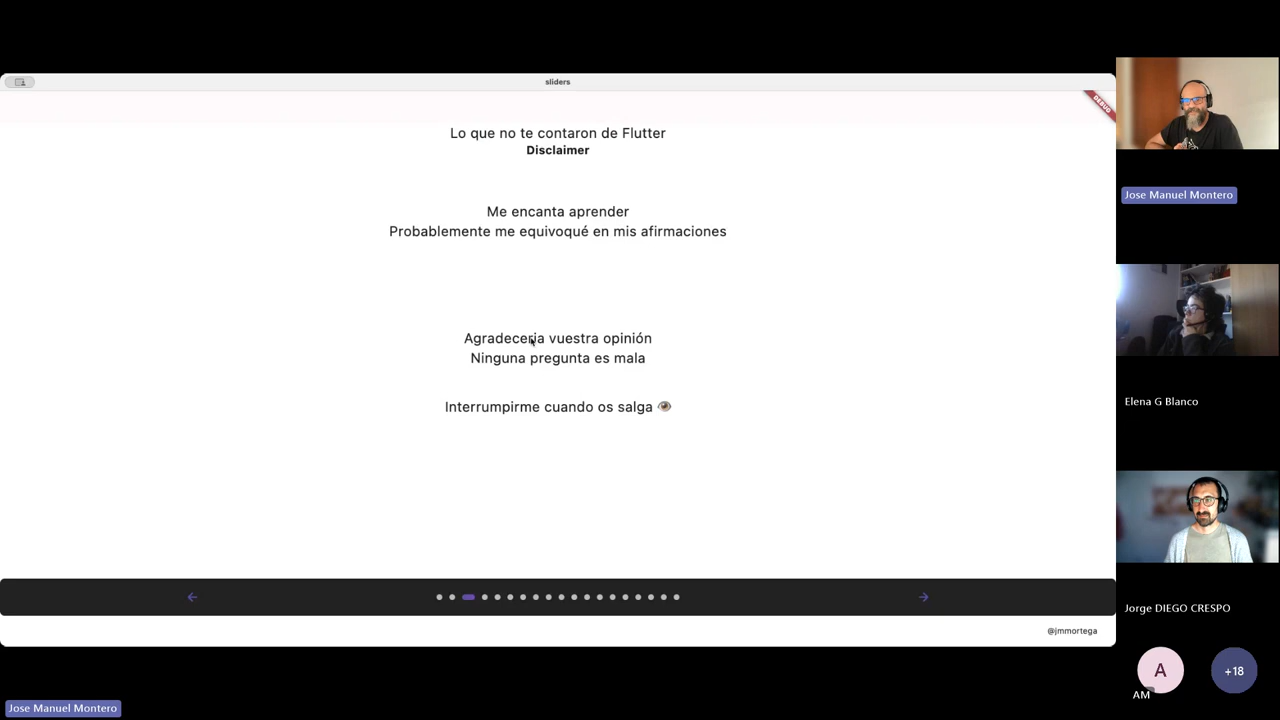 sliders
DEBUG
Lo que no te contaron de Flutter
Disclaimer
Me encanta aprender
Probablemente me equivoqué en mis afirmaciones
Agradeceria vuestra opinión
Ninguna pregunta es mala
Interrumpirme cuando os salga 👁️
@jmmortega
Jose Manuel Montero
Elena G Blanco
Jorge DIEGO CRESPO
A
AM
+18
Jose Manuel Montero